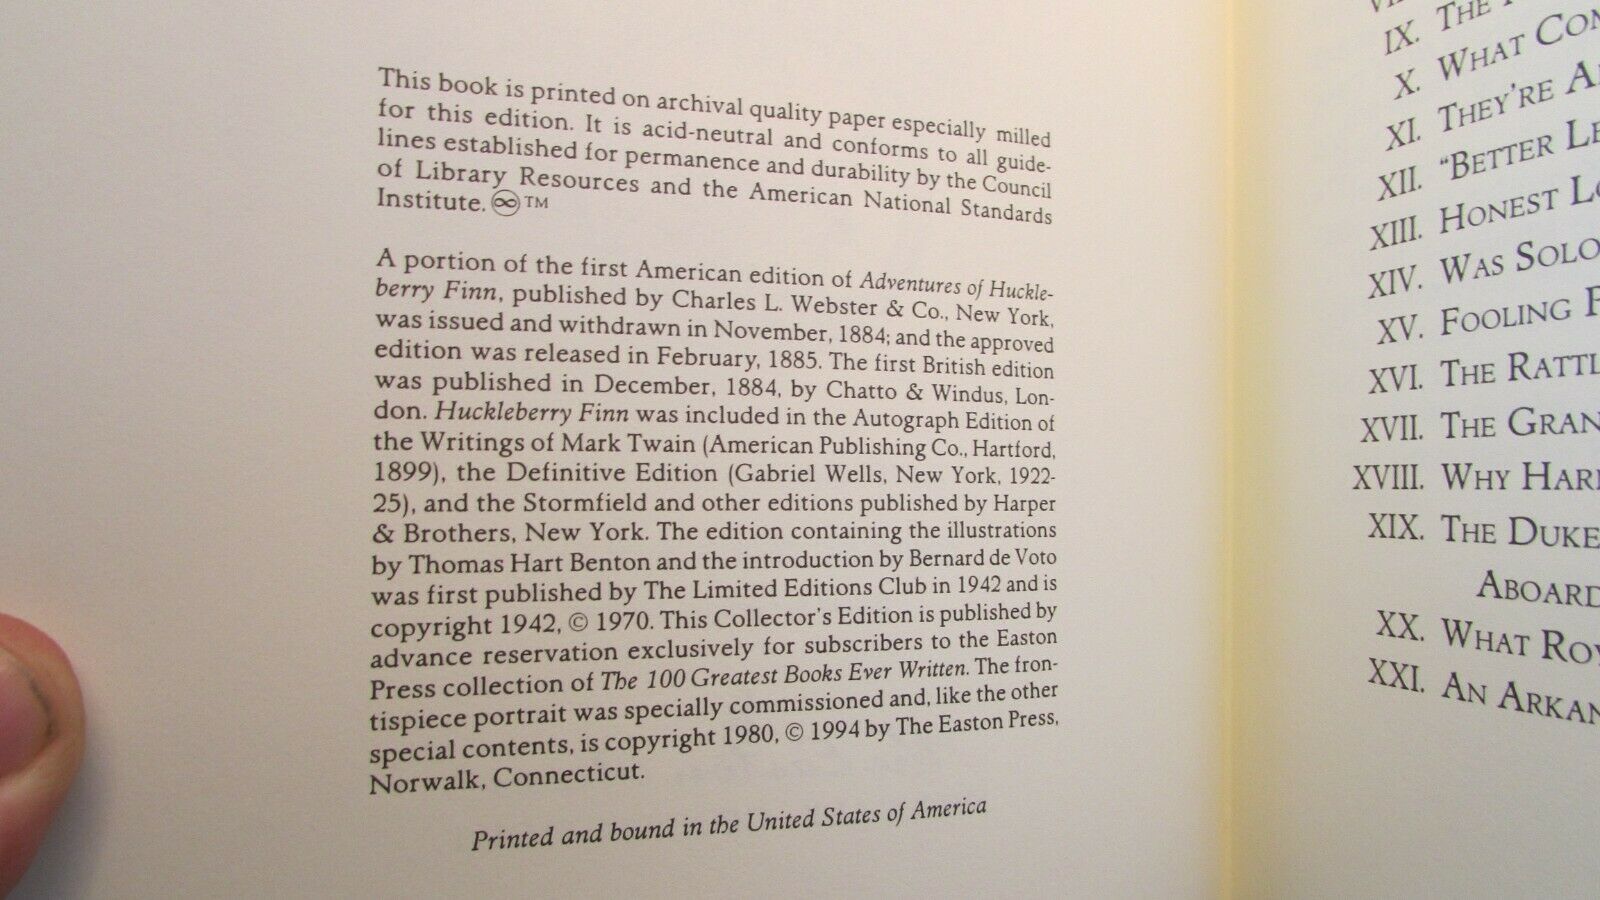 This book is printed on archival quality paper especially milled
for this edition. It is acid-neutral and conforms to all guide-
lines established for permanence and durability by the Council
of Library Resources and the American National Standards
Institute. ♾™
A portion of the first American edition of Adventures of Huckle-
berry Finn, published by Charles L. Webster & Co., New York,
was issued and withdrawn in November, 1884; and the approved
edition was released in February, 1885. The first British edition
was published in December, 1884, by Chatto & Windus, Lon-
don. Huckleberry Finn was included in the Autograph Edition of
the Writings of Mark Twain (American Publishing Co., Hartford,
1899), the Definitive Edition (Gabriel Wells, New York, 1922-
25), and the Stormfield and other editions published by Harper
& Brothers, New York. The edition containing the illustrations
by Thomas Hart Benton and the introduction by Bernard de Voto
was first published by The Limited Editions Club in 1942 and is
copyright 1942, © 1970. This Collector's Edition is published by
advance reservation exclusively for subscribers to the Easton
Press collection of The 100 Greatest Books Ever Written. The fron-
tispiece portrait was specially commissioned and, like the other
special contents, is copyright 1980, © 1994 by The Easton Press,
Norwalk, Connecticut.
Printed and bound in the United States of America
IX. THE
X. WHAT
XI. THEY'RE
XII. "BETTER
XIII. HONEST
XIV. WAS
XV. FOOLING
XVI. THE
XVII. THE
XVIII. WHY
XIX. THE DUKE
ABOARD
XX. WHAT
XXI. AN